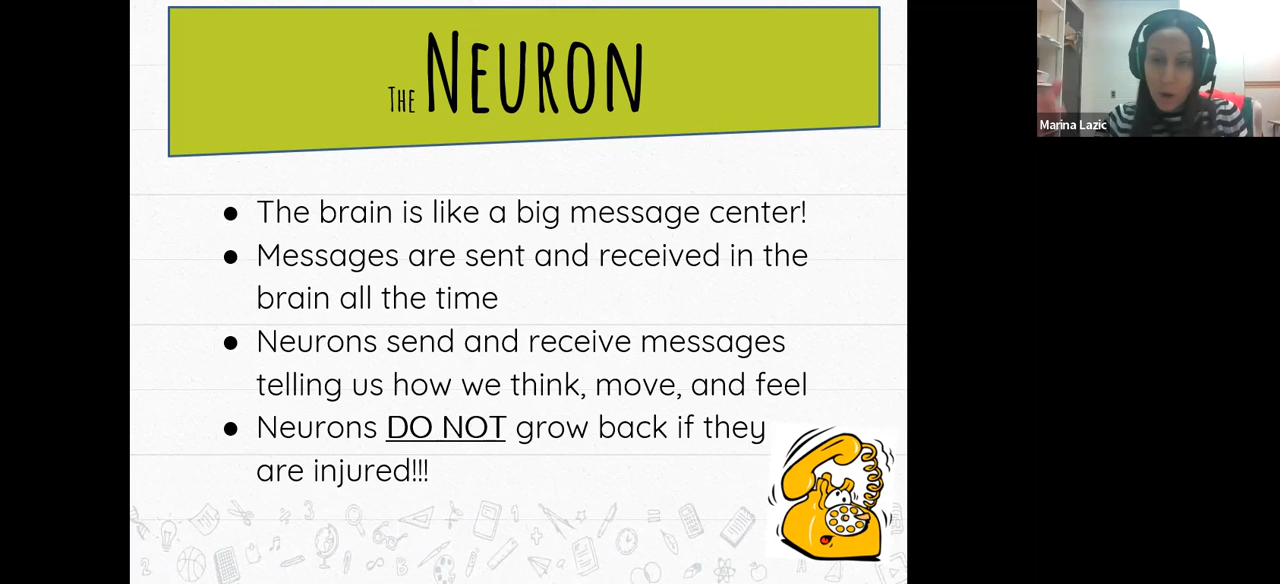 The Neuron
● The brain is like a big message center!
● Messages are sent and received in the
brain all the time
● Neurons send and receive messages
telling us how we think, move, and feel
● Neurons DO NOT grow back if they
are injured!!!
Marina Lazic